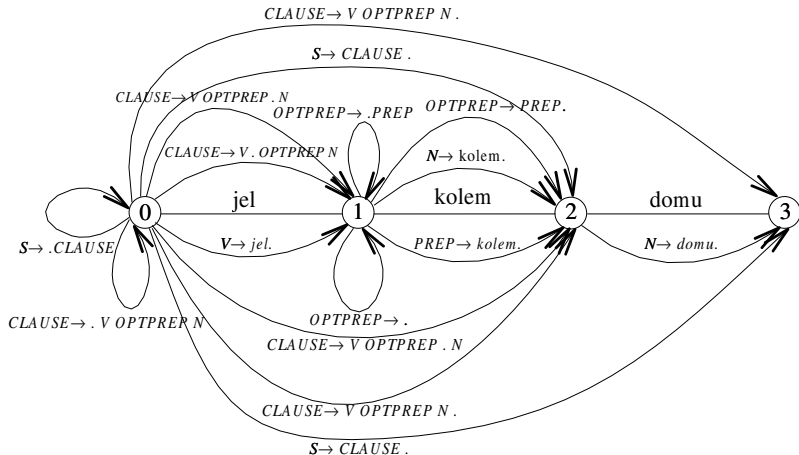 CLAUSE→ V OPTPREP N .
S→ CLAUSE .
CLAUSE→ V OPTPREP . N
OPTPREP→ .PREP
OPTPREP→ PREP.
CLAUSE→ V . OPTPREP N
N→ kolem.
jel
kolem
domu
0
1
2
3
S→ .CLAUSE
V→ jel.
PREP→ kolem.
N→ domu.
CLAUSE→ . V OPTPREP N
OPTPREP→ .
CLAUSE→ V OPTPREP . N
CLAUSE→ V OPTPREP N .
S→ CLAUSE .